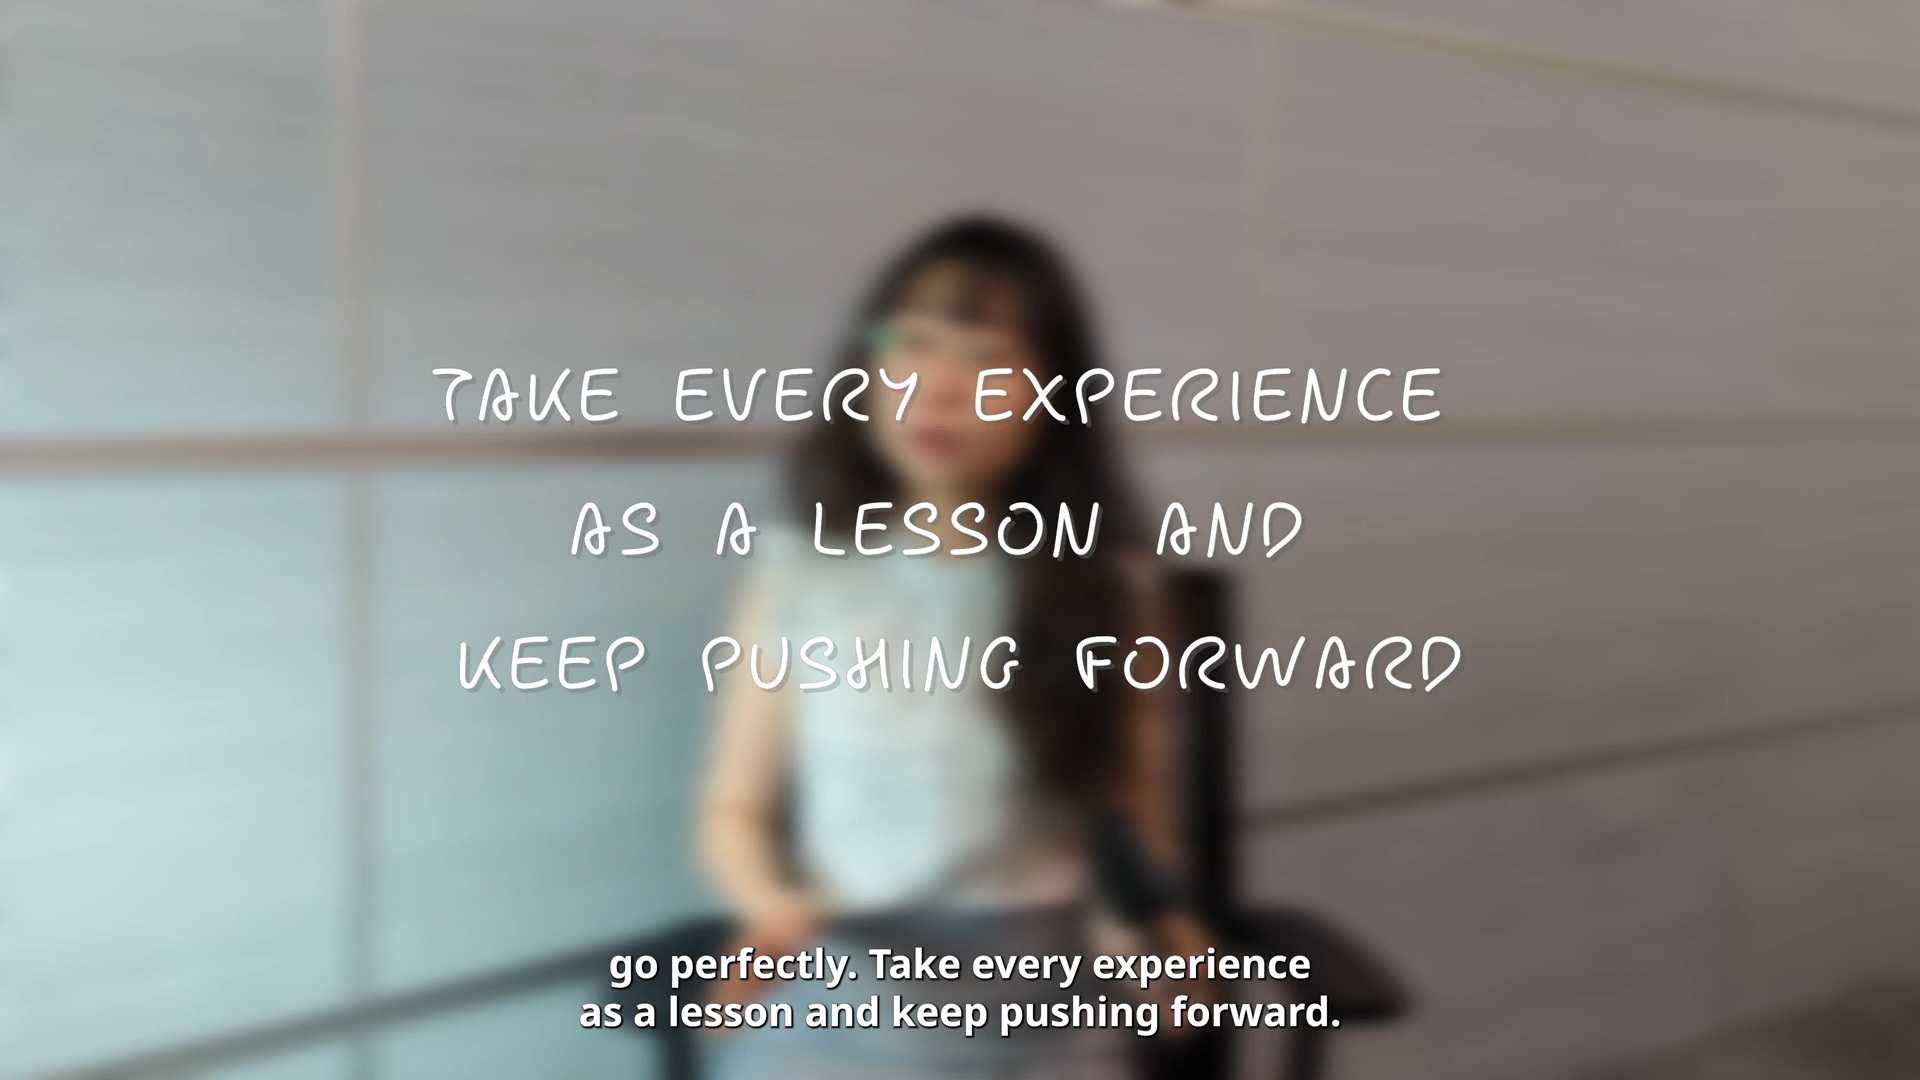 TAKE EVERY EXPERIENCE
AS A LESSON AND
KEEP PUSHING FORWARD
go perfectly. Take every experience
as a lesson and keep pushing forward.